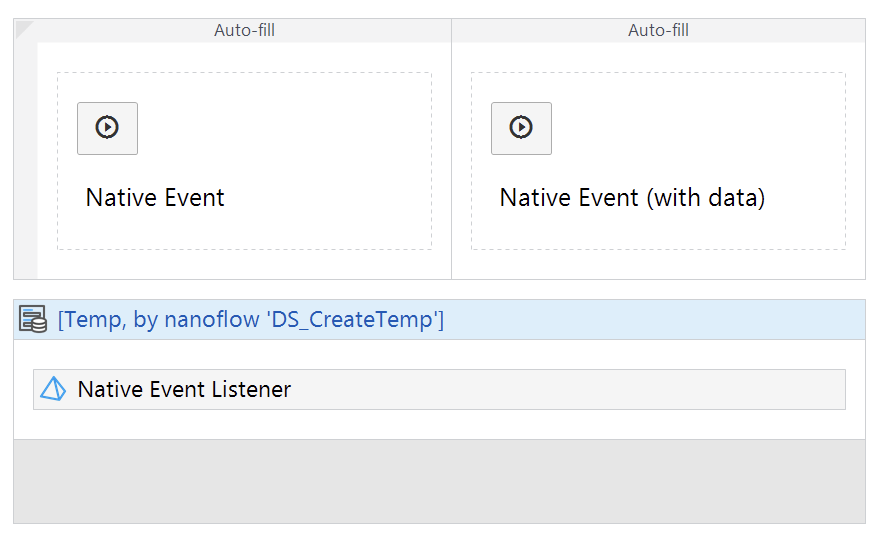 Auto-fill
Auto-fill
Native Event
Native Event (with data)
[Temp, by nanoflow 'DS_CreateTemp']
Native Event Listener